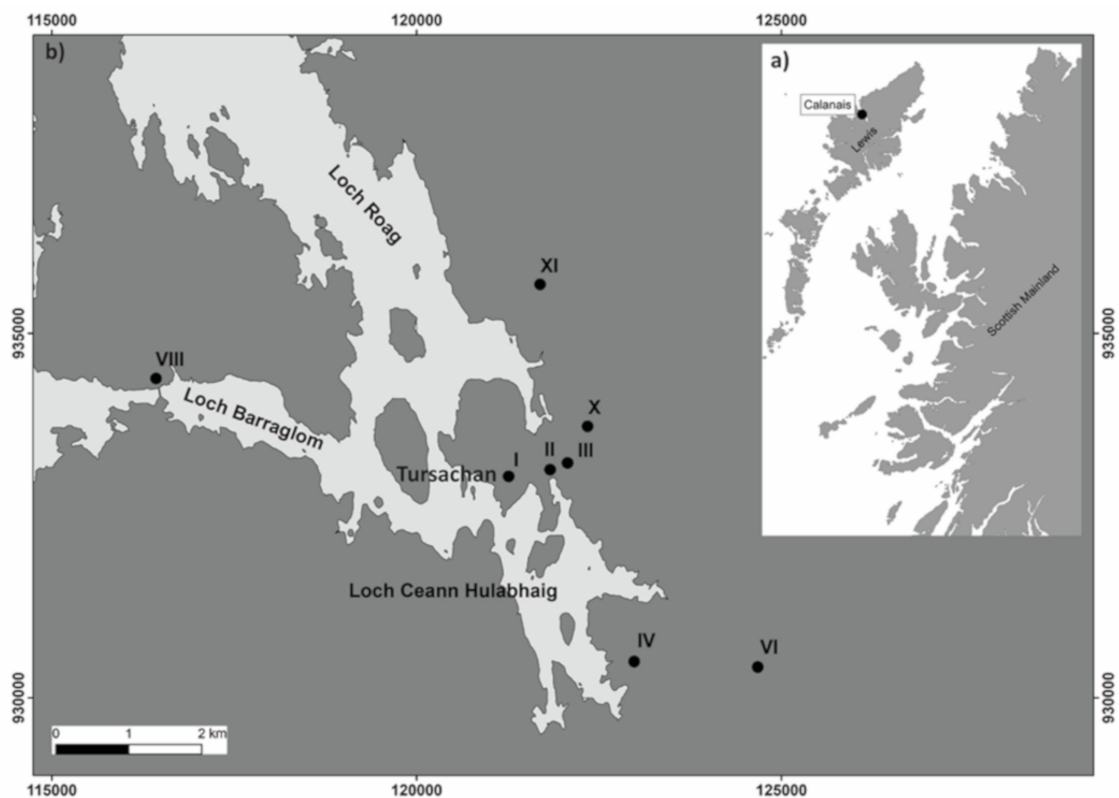 115000
120000
125000
b)
a)
Calanais
Lewis
Scottish Mainland
Loch Roag
XI
935000
935000
VIII
Loch Barraglom
X
III
II
I
Tursachan
Loch Ceann Hulabhaig
IV
VI
930000
930000
0 1 2 km
115000
120000
125000